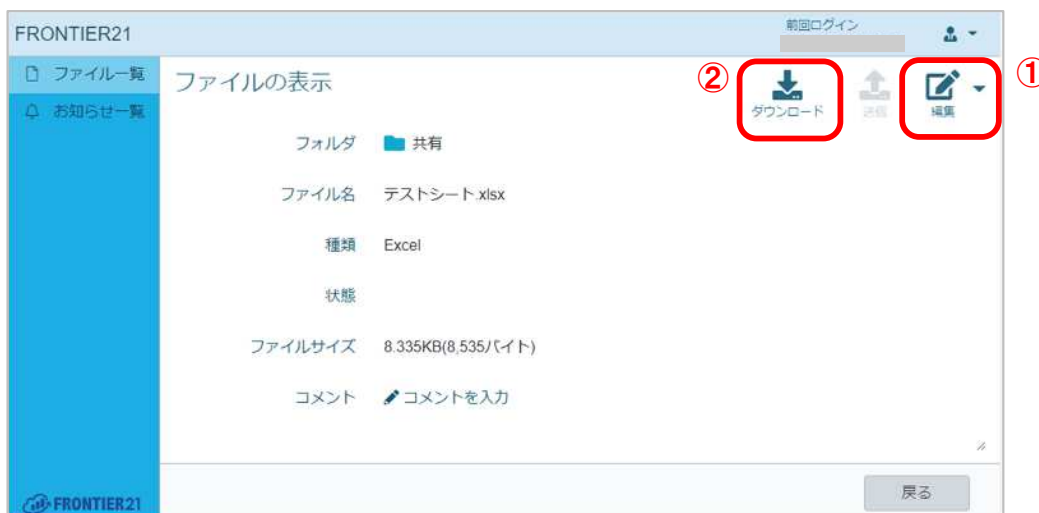 FRONTIER21
前回ログイン
ファイル一覧
お知らせ一覧
ファイルの表示
②
ダウンロード
送信
編集
①
フォルダ 共有
ファイル名 テストシート.xlsx
種類 Excel
状態
ファイルサイズ 8.335KB(8,535バイト)
コメント コメントを入力
戻る
FRONTIER21